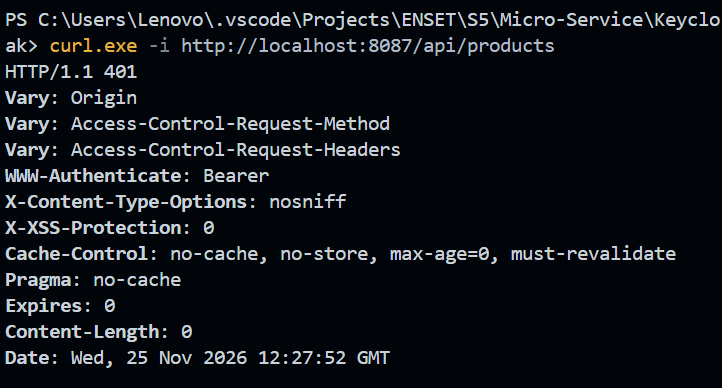 PS C:\Users\Lenovo\.vscode\Projects\ENSET\S5\Micro-Service\Keyclo
ak> curl.exe -i http://localhost:8087/api/products
HTTP/1.1 401
Vary: Origin
Vary: Access-Control-Request-Method
Vary: Access-Control-Request-Headers
WWW-Authenticate: Bearer
X-Content-Type-Options: nosniff
X-XSS-Protection: 0
Cache-Control: no-cache, no-store, max-age=0, must-revalidate
Pragma: no-cache
Expires: 0
Content-Length: 0
Date: Wed, 25 Nov 2026 12:27:52 GMT